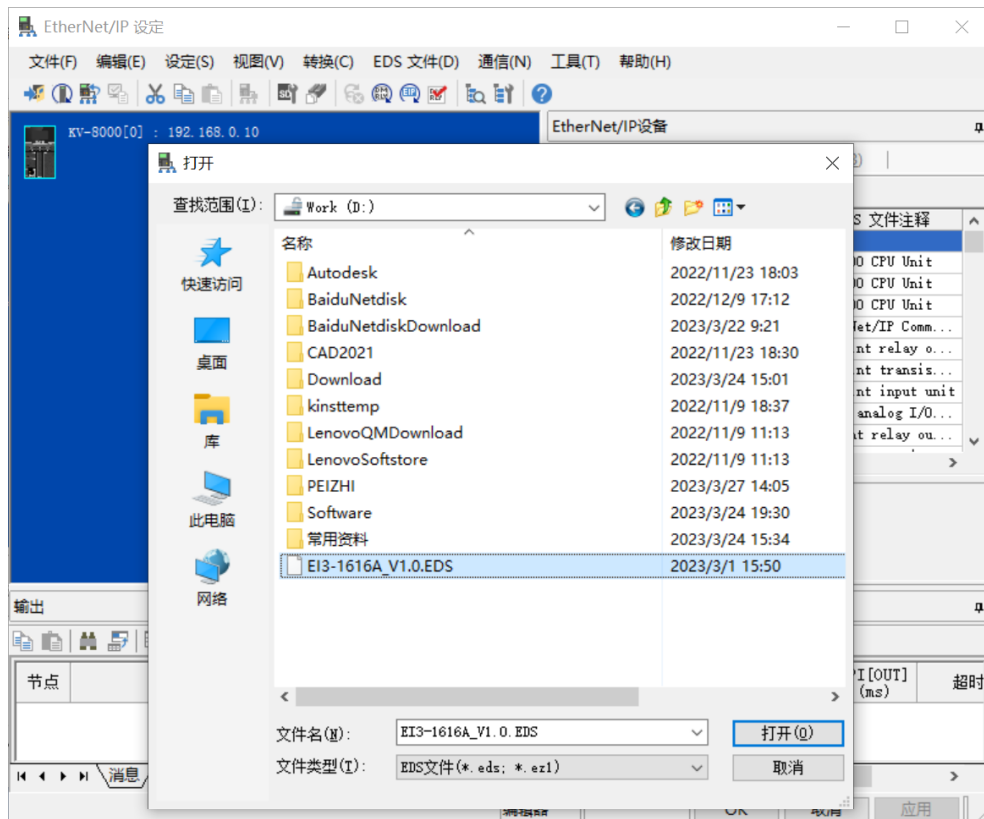 EtherNet/IP 设定
文件(F) 编辑(E) 设定(S) 视图(V) 转换(C) EDS 文件(D) 通信(N) 工具(T) 帮助(H)
KV-8000[0] : 192.168.0.10
EtherNet/IP设备
打开
查找范围(I): Work (D:)
名称 修改日期
Autodesk 2022/11/23 18:03
BaiduNetdisk 2022/12/9 17:12
BaiduNetdiskDownload 2023/3/22 9:21
CAD2021 2022/11/23 18:30
Download 2023/3/24 15:01
kinsttemp 2022/11/9 18:37
LenovoQMDownload 2022/11/9 11:13
LenovoSoftstore 2022/11/9 11:13
PEIZHI 2023/3/27 14:05
Software 2023/3/24 19:30
常用资料 2023/3/24 15:34
EI3-1616A_V1.0.EDS 2023/3/1 15:50
快速访问
桌面
库
此电脑
网络
S 文件注释
00 CPU Unit
00 CPU Unit
00 CPU Unit
Net/IP Comm...
nt relay o...
nt transis...
nt input unit
analog I/O...
nt relay ou...
输出
节点
PI[OUT]
(ms)
超时
文件名(N): EI3-1616A_V1.0.EDS 打开(O)
文件类型(T): EDS文件(*.eds; *.ez1) 取消
消息
编辑器 OK 取消 应用